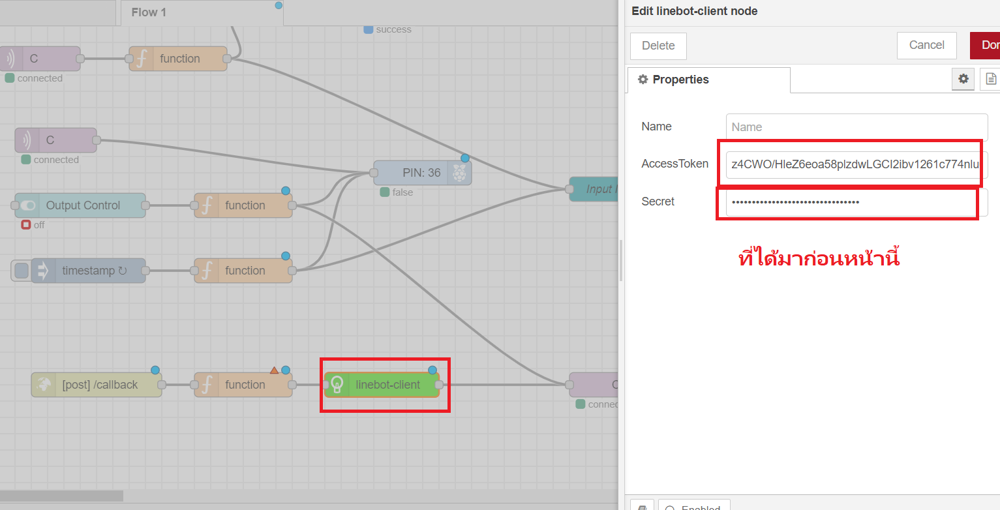 Flow 1
success
C
function
connected
C
connected
PIN: 36
false
Output Control
function
off
timestamp ↻
function
[post] /callback
function
linebot-client
Edit linebot-client node
Delete
Cancel
Properties
Name
Name
AccessToken
z4CWO/HleZ6eoa58plzdwLGCI2ibv1261c774nlu
Secret
••••••••••••••••••••••••••••••••
ที่ได้มาก่อนหน้านี้
Input
C
Enabled